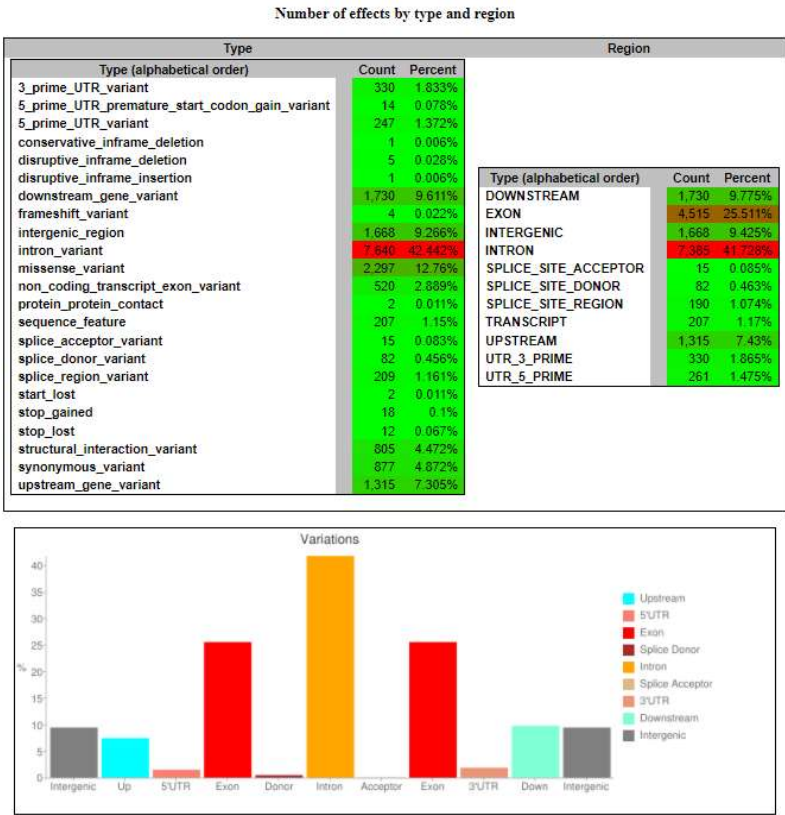 Number of effects by type and region
Type Region
Type (alphabetical order) Count Percent
3_prime_UTR_variant 330 1.833%
5_prime_UTR_premature_start_codon_gain_variant 14 0.078%
5_prime_UTR_variant 247 1.372%
conservative_inframe_deletion 1 0.006%
disruptive_inframe_deletion 5 0.028%
disruptive_inframe_insertion 1 0.006%
downstream_gene_variant 1,730 9.611%
frameshift_variant 4 0.022%
intergenic_region 1,668 9.266%
intron_variant 7,640 42.442%
missense_variant 2,297 12.76%
non_coding_transcript_exon_variant 520 2.889%
protein_protein_contact 2 0.011%
sequence_feature 207 1.15%
splice_acceptor_variant 15 0.083%
splice_donor_variant 82 0.456%
splice_region_variant 209 1.161%
start_lost 2 0.011%
stop_gained 18 0.1%
stop_lost 12 0.067%
structural_interaction_variant 805 4.472%
synonymous_variant 877 4.872%
upstream_gene_variant 1,315 7.305%
Type (alphabetical order) Count Percent
DOWNSTREAM 1,730 9.775%
EXON 4,515 25.511%
INTERGENIC 1,668 9.425%
INTRON 7,385 41.728%
SPLICE_SITE_ACCEPTOR 15 0.085%
SPLICE_SITE_DONOR 82 0.463%
SPLICE_SITE_REGION 190 1.074%
TRANSCRIPT 207 1.17%
UPSTREAM 1,315 7.43%
UTR_3_PRIME 330 1.865%
UTR_5_PRIME 261 1.475%
Variations
40
35
30
25
20
15
10
5
0
%
Intergenic Up 5'UTR Exon Donor Intron Acceptor Exon 3'UTR Down Intergenic
Upstream
5'UTR
Exon
Splice Donor
Intron
Splice Acceptor
3'UTR
Downstream
Intergenic